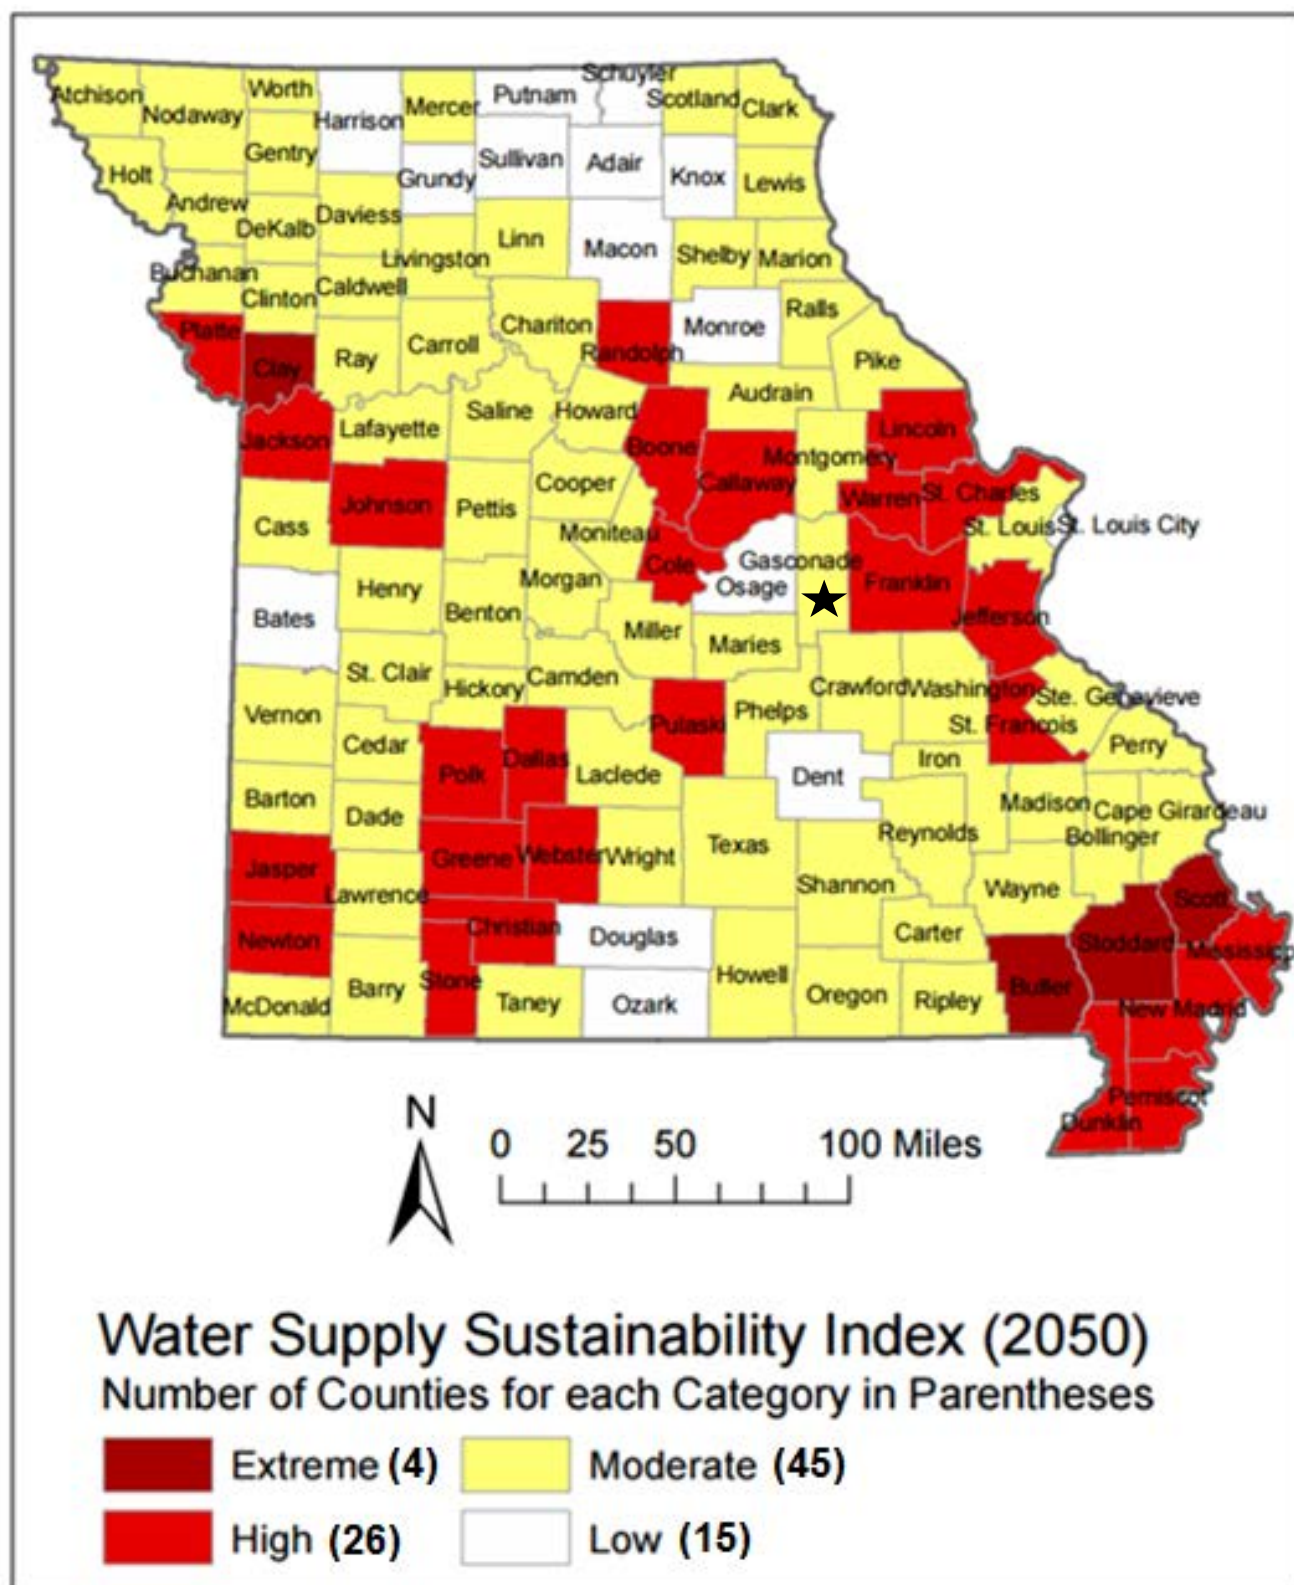 Schuyler
Atchison
Nodaway
Worth
Harrison
Mercer
Putnam
Scotland
Clark
Holt
Gentry
Grundy
Sullivan
Adair
Knox
Lewis
Andrew
DeKalb
Daviess
Livingston
Linn
Macon
Shelby
Marion
Buchanan
Clinton
Caldwell
Chariton
Monroe
Ralls
Platte
Clay
Ray
Carroll
Randolph
Pike
Audrain
Jackson
Lafayette
Saline
Howard
Boone
Lincoln
Montgomery
Cass
Johnson
Pettis
Cooper
Callaway
Warren
St. Charles
Moniteau
St. Louis
St. Louis City
Bates
Henry
Benton
Morgan
Cole
Osage
Gasconade
Franklin
Jefferson
Miller
Maries
St. Clair
Hickory
Camden
Crawford
Washington
Ste. Genevieve
Vernon
Cedar
Pulaski
Phelps
St. Francois
Perry
Polk
Dallas
Laclede
Dent
Iron
Barton
Dade
Madison
Cape Girardeau
Bollinger
Jasper
Greene
Webster
Wright
Texas
Reynolds
Lawrence
Shannon
Wayne
Scott
Newton
Christian
Douglas
Carter
Stoddard
Mississipp
McDonald
Barry
Stone
Taney
Ozark
Howell
Oregon
Ripley
Butler
New Madrid
Pemiscot
Dunklin
N
0 25 50 100 Miles
Water Supply Sustainability Index (2050)
Number of Counties for each Category in Parentheses
Extreme (4) Moderate (45)
High (26) Low (15)